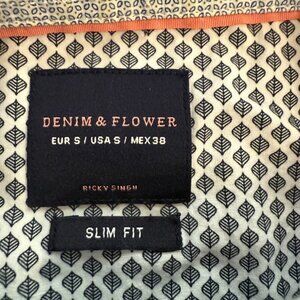 DENIM & FLOWER
EUR S / USA S / MEX 38
RICKY SINGH
SLIM FIT